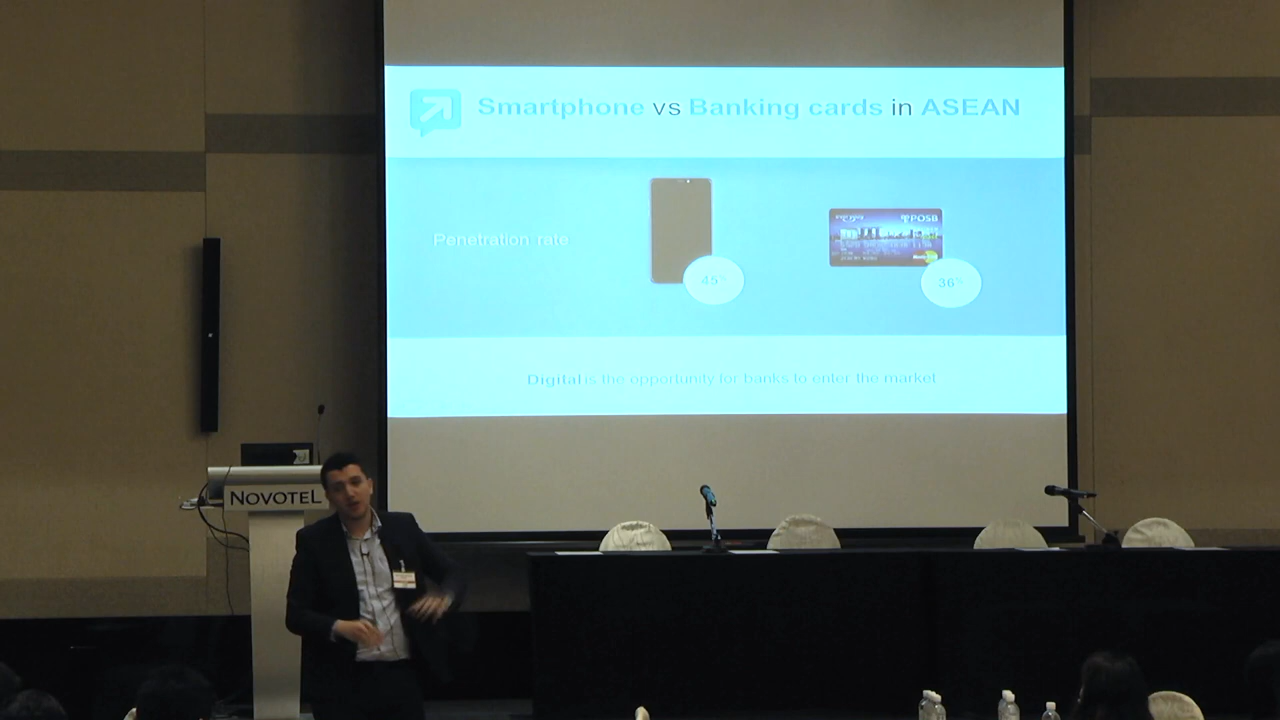 Smartphone vs Banking cards in ASEAN
POSB
Penetration rate
45%
36%
Digital is the opportunity for banks to enter the market
NOVOTEL